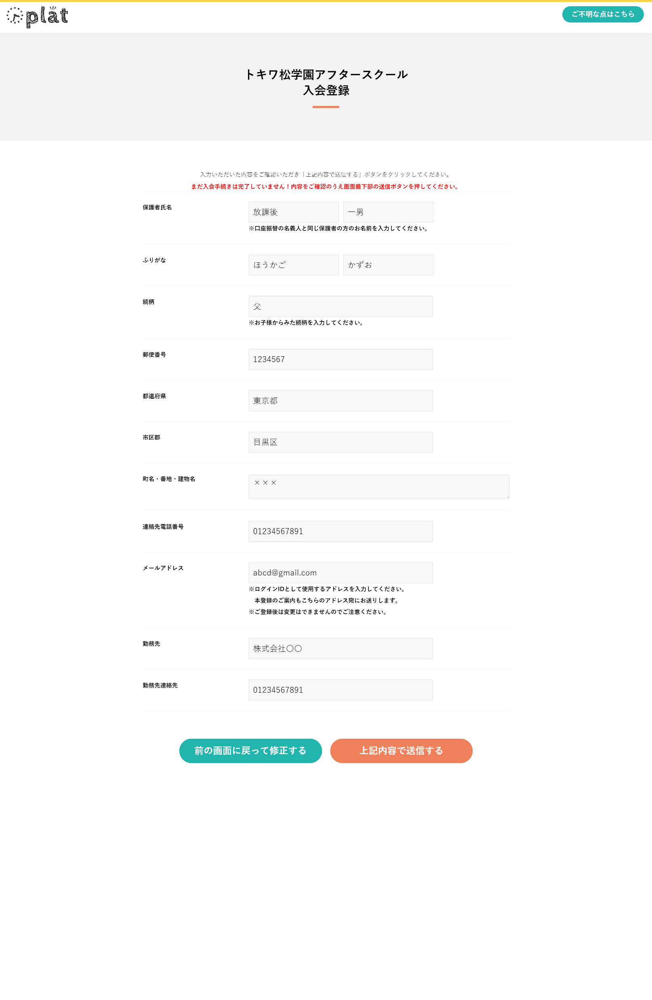 plat
ご不明な点はこちら
トキワ松学園アフタースクール
入会登録
入力いただいた内容をご確認いただき「上記内容で送信する」ボタンをクリックしてください。
まだ入会手続きは完了していません！内容をご確認のうえ画面最下部の送信ボタンを押してください。
保護者氏名
放課後 一男
※口座振替の名義人と同じ保護者の方のお名前を入力してください。
ふりがな
ほうかご かずお
続柄
父
※お子様からみた続柄を入力してください。
郵便番号
1234567
都道府県
東京都
市区郡
目黒区
町名・番地・建物名
×××
連絡先電話番号
01234567891
メールアドレス
abcd@gmail.com
※ログインIDとして使用するアドレスを入力してください。
本登録のご案内もこちらのアドレス宛にお送りします。
※ご登録後は変更はできませんのでご注意ください。
勤務先
株式会社〇〇
勤務先連絡先
01234567891
前の画面に戻って修正する
上記内容で送信する